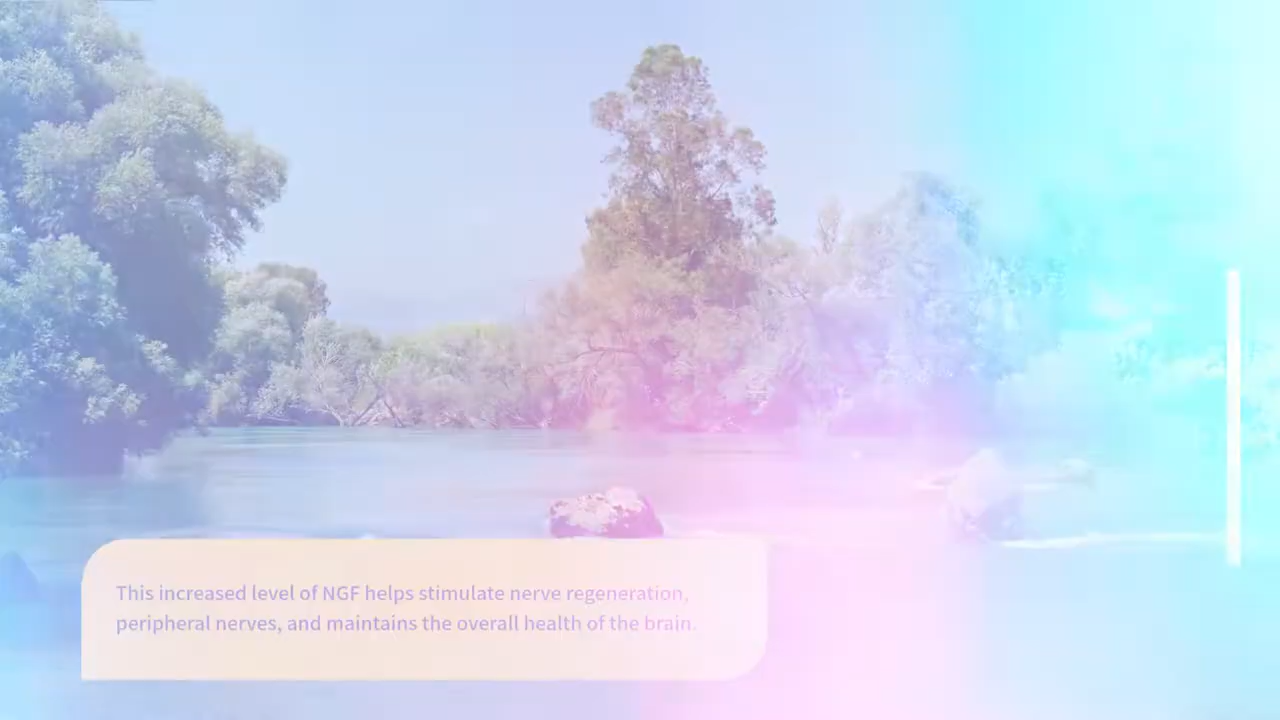 This increased level of NGF helps stimulate nerve regeneration,
peripheral nerves, and maintains the overall health of the brain.